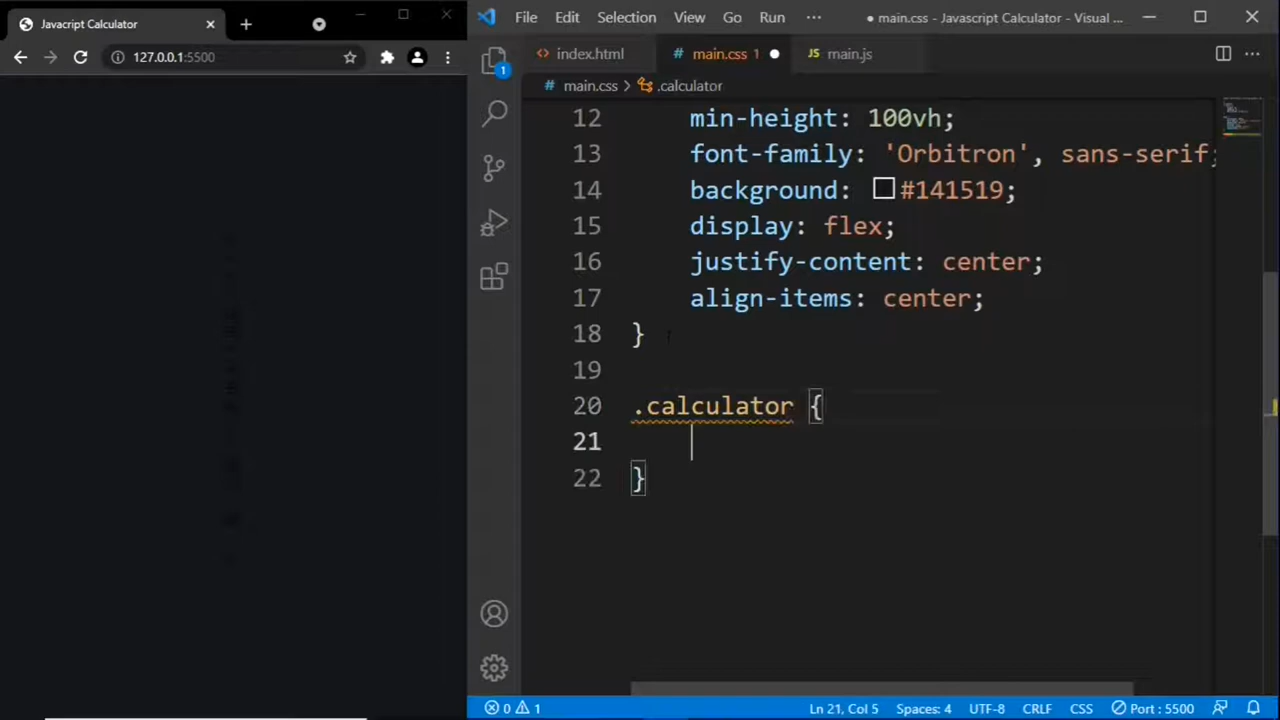 Javascript Calculator
127.0.0.1:5500
File Edit Selection View Go Run ··· ● main.css - Javascript Calculator - Visual ...
<> index.html # main.css 1 ● JS main.js
1
# main.css > .calculator
12 min-height: 100vh;
13 font-family: 'Orbitron', sans-serif;
14 background: #141519;
15 display: flex;
16 justify-content: center;
17 align-items: center;
18 }
19
20 .calculator {
21
22 }
0 1 Ln 21, Col 5 Spaces: 4 UTF-8 CRLF CSS Port : 5500